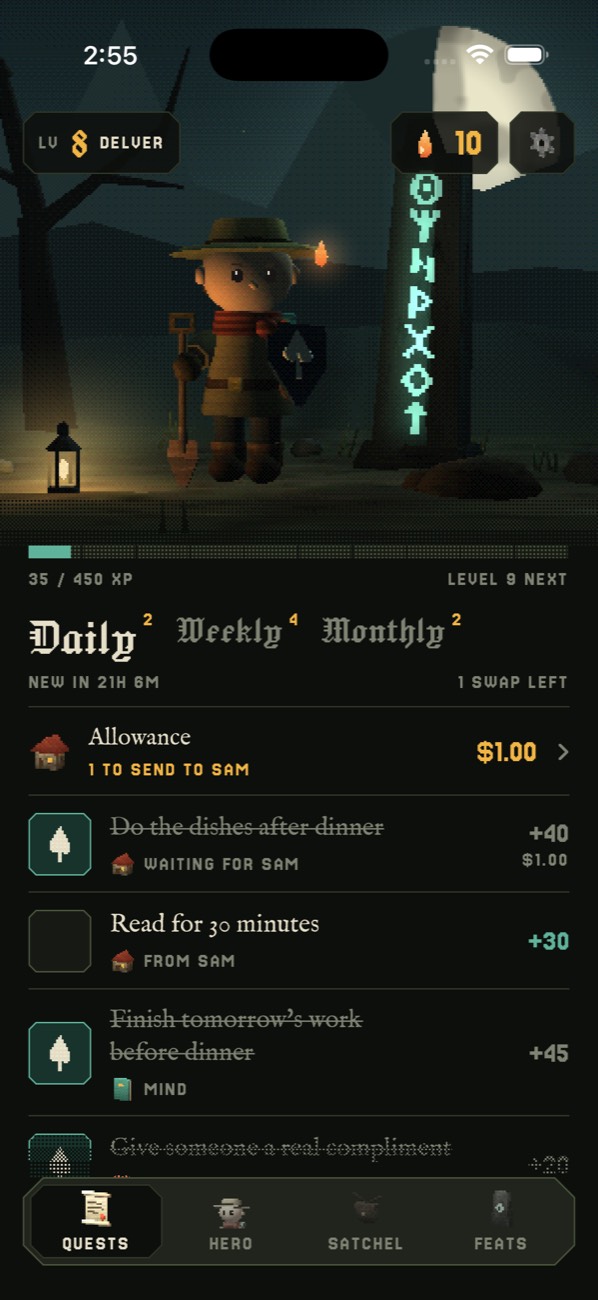 2:55
LV 8 DELVER
10
35 / 450 XP
LEVEL 9 NEXT
Daily 2
Weekly 4
Monthly 2
NEW IN 21H 6M
1 SWAP LEFT
Allowance
1 TO SEND TO SAM
$1.00
Do the dishes after dinner
WAITING FOR SAM
+40
$1.00
Read for 30 minutes
FROM SAM
+30
Finish tomorrow's work
before dinner
MIND
+45
Give someone a real compliment
+20
QUESTS
HERO
SATCHEL
FEATS